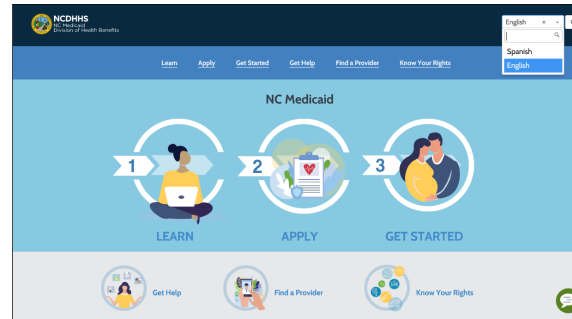 NCDHHS
NC Medicaid
Division of Health Benefits
English × 
Spanish
English
Learn Apply Get Started Get Help Find a Provider Know Your Rights
NC Medicaid
1 2 3
LEARN APPLY GET STARTED
Get Help Find a Provider Know Your Rights